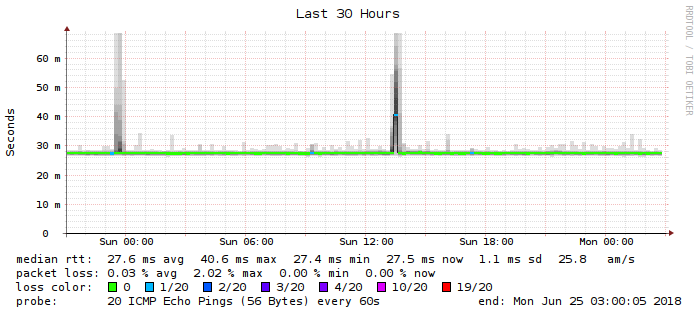 Last 30 Hours
RRDTOOL / TOBI OETIKER
Seconds
60 m
50 m
40 m
30 m
20 m
10 m
0
Sun 00:00 Sun 06:00 Sun 12:00 Sun 18:00 Mon 00:00
median rtt: 27.6 ms avg 40.6 ms max 27.4 ms min 27.5 ms now 1.1 ms sd 25.8 am/s
packet loss: 0.03 % avg 2.02 % max 0.00 % min 0.00 % now
loss color: 0 1/20 2/20 3/20 4/20 10/20 19/20
probe: 20 ICMP Echo Pings (56 Bytes) every 60s end: Mon Jun 25 03:00:05 2018